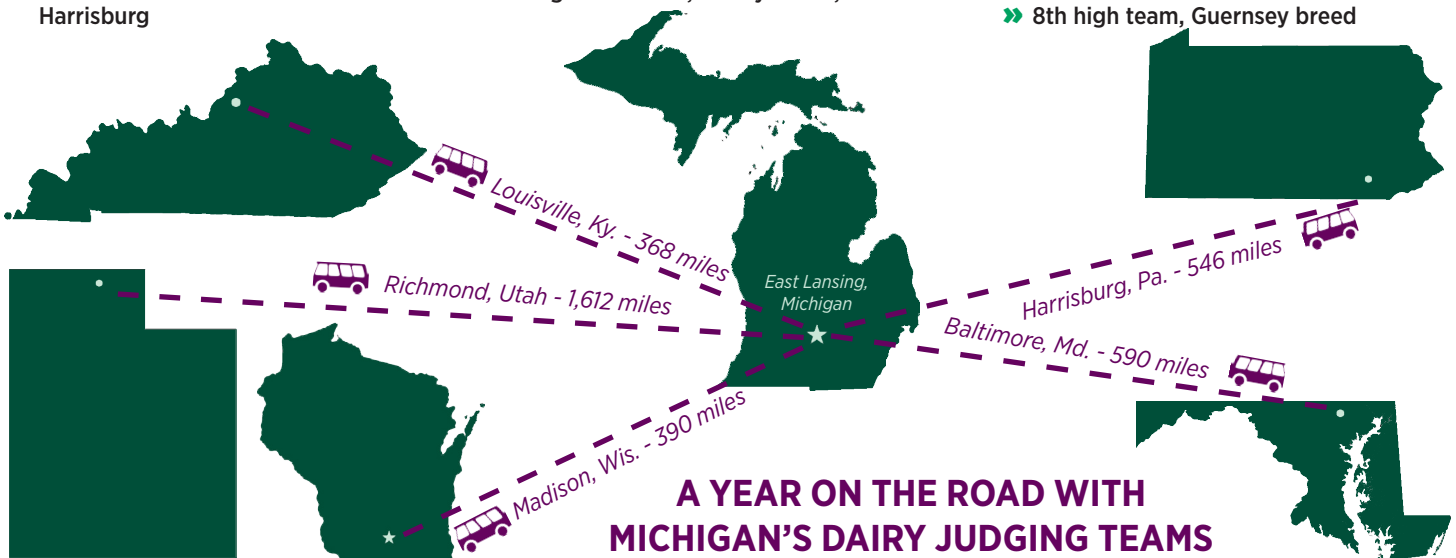 Harrisburg
8th high team, Guernsey breed
Louisville, Ky. - 368 miles
Richmond, Utah - 1,612 miles
East Lansing,
Michigan
Harrisburg, Pa. - 546 miles
Baltimore, Md. - 590 miles
Madison, Wis. - 390 miles
A YEAR ON THE ROAD WITH
MICHIGAN'S DAIRY JUDGING TEAMS